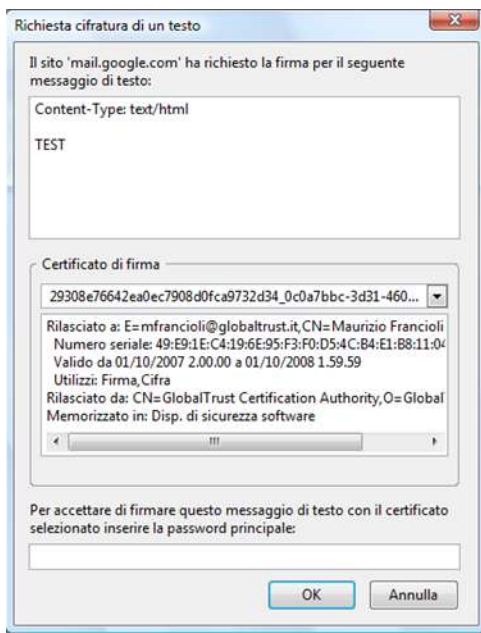 Richiesta cifratura di un testo
Il sito 'mail.google.com' ha richiesto la firma per il seguente
messaggio di testo:
Content-Type: text/html
TEST
Certificato di firma
29308e76642ea0ec7908d0fca9732d34_0c0a7bbc-3d31-460...
Rilasciato a: E=mfrancioli@globaltrust.it,CN=Maurizio Francioli
Numero seriale: 49:E9:1E:C4:19:6E:95:F3:F0:D5:4C:B4:E1:B8:11:04
Valido da 01/10/2007 2.00.00 a 01/10/2008 1.59.59
Utilizzi: Firma,Cifra
Rilasciato da: CN=GlobalTrust Certification Authority,O=Global
Memorizzato in: Disp. di sicurezza software
Per accettare di firmare questo messaggio di testo con il certificato
selezionato inserire la password principale:
OK
Annulla